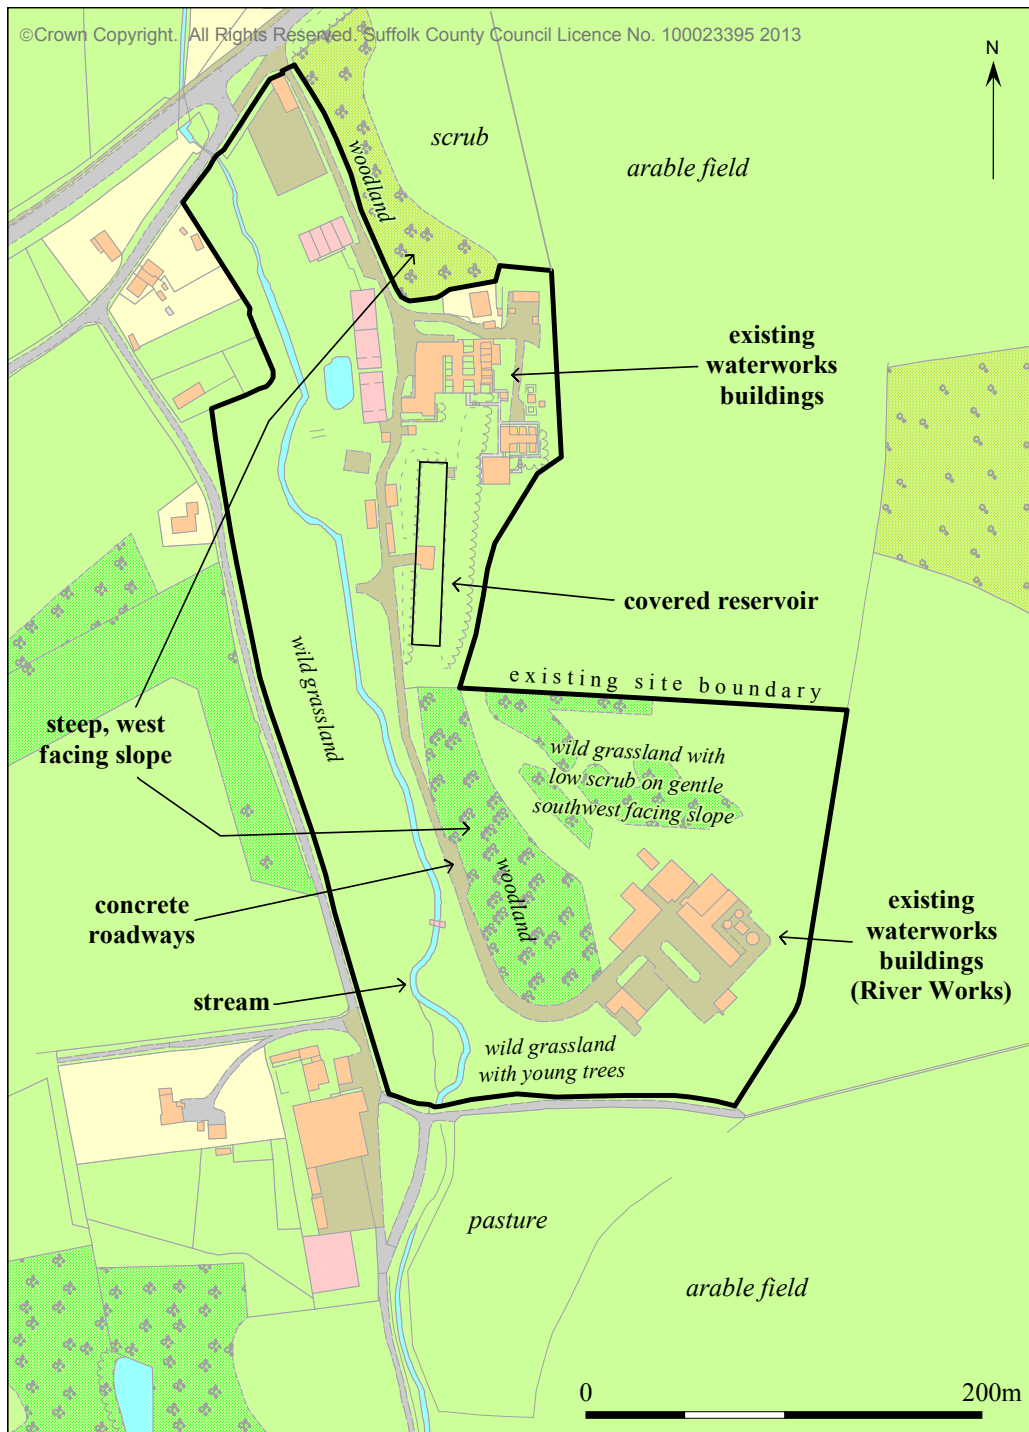 ©Crown Copyright. All Rights Reserved. Suffolk County Council Licence No. 100023395 2013
N
scrub
arable field
woodland
existing
waterworks
buildings
covered reservoir
wild grassland
existing site boundary
steep, west
facing slope
wild grassland with
low scrub on gentle
southwest facing slope
woodland
concrete
roadways
existing
waterworks
buildings
(River Works)
stream
wild grassland
with young trees
pasture
arable field
0
200m